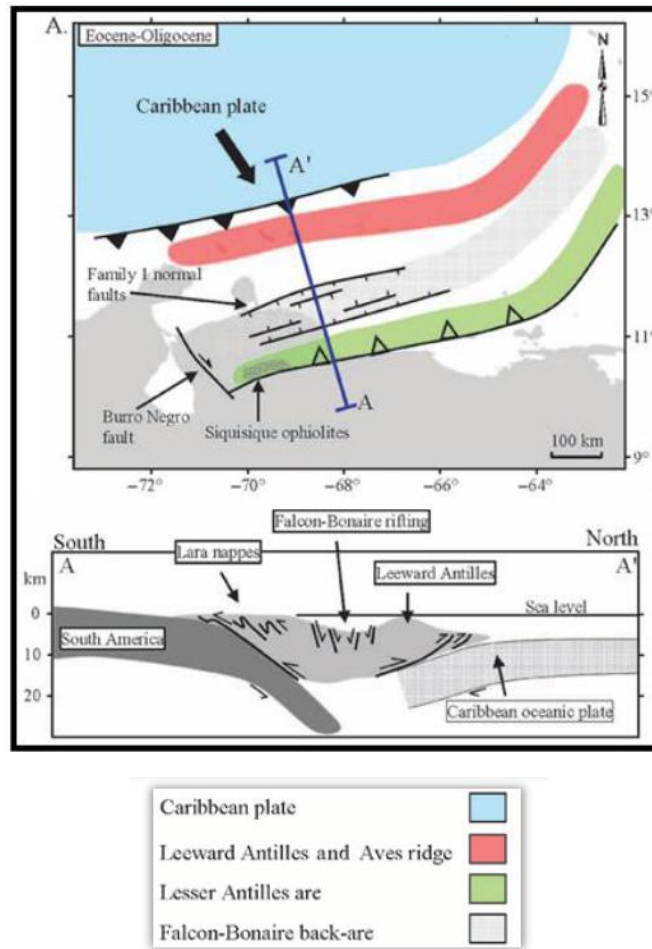 A.
Eocene-Oligocene
N
Caribbean plate
15°
A'
13°
Family 1 normal
faults
11°
A
Burro Negro
fault
Siquisique ophiolites
100 km
9°
−72°
−70°
−68°
−66°
−64°
Falcon-Bonaire rifting
South
North
Lara nappes
A
Leeward Antilles
A'
km
0
Sea level
South America
10
20
Caribbean oceanic plate
Caribbean plate
Leeward Antilles and Aves ridge
Lesser Antilles are
Falcon-Bonaire back-are